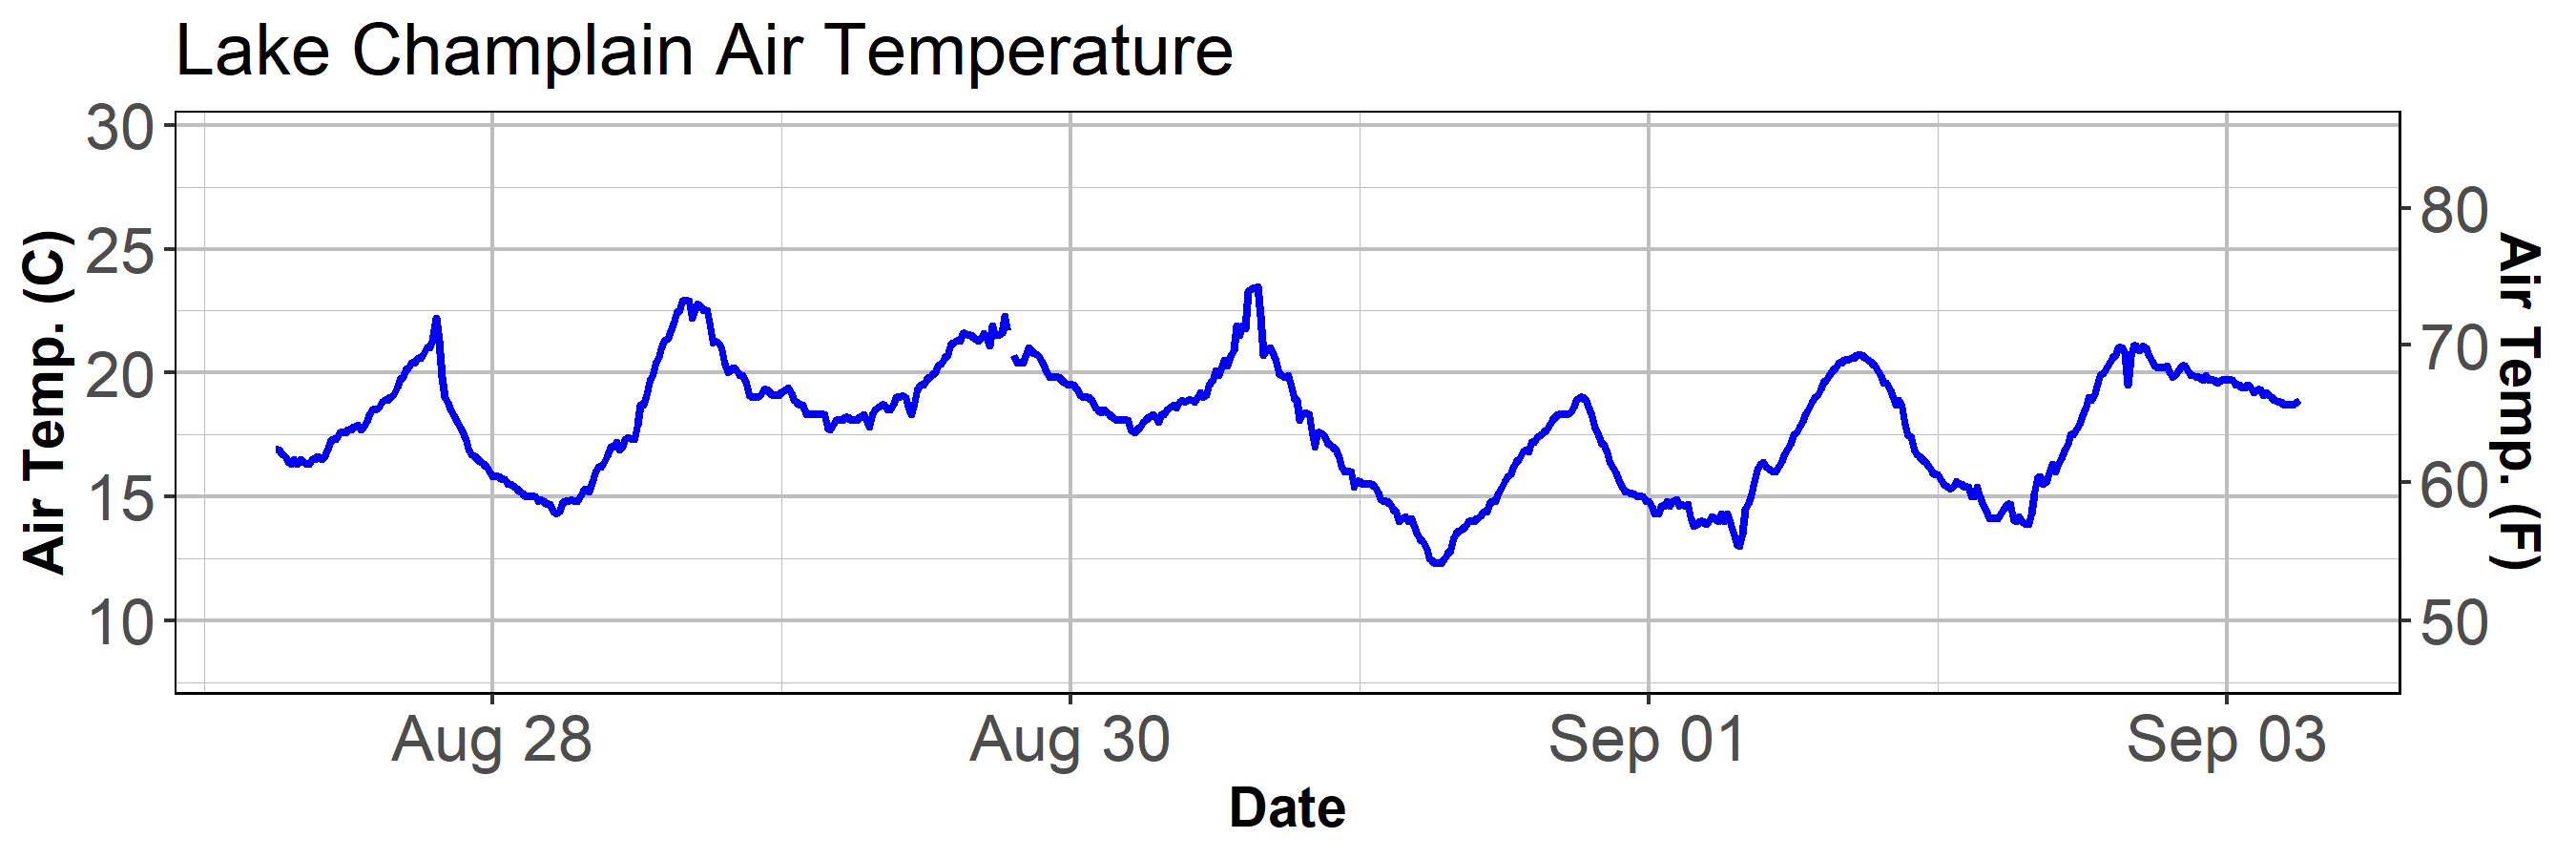 Lake Champlain Air Temperature
Air Temp. (C)
30
25
20
15
10
80
70
60
50
Air Temp. (F)
Aug 28
Aug 30
Sep 01
Sep 03
Date